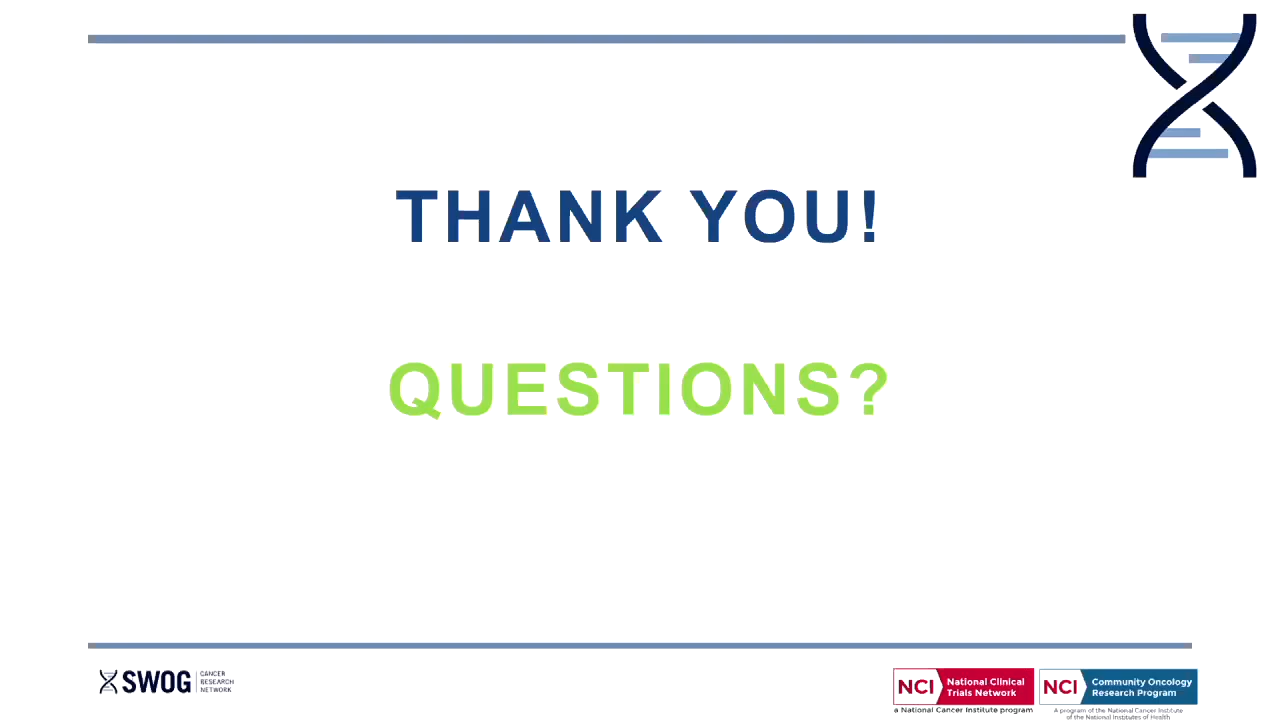 THANK YOU!
QUESTIONS?
SWOG
CANCER
RESEARCH
NETWORK
NCI
National Clinical
Trials Network
a National Cancer Institute program
NCI
Community Oncology
Research Program
A program of the National Cancer Institute
of the National Institutes of Health